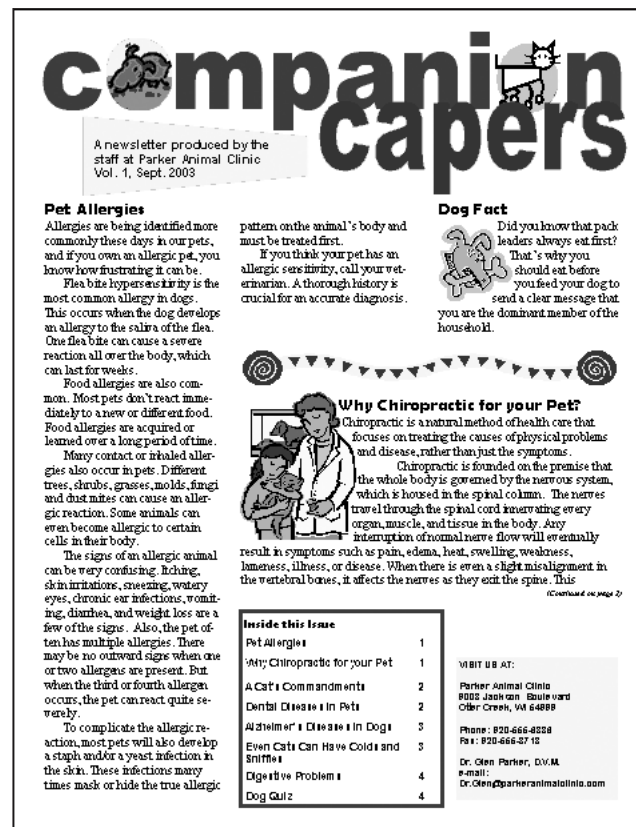 companion
capers
A newsletter produced by the
staff at Parker Animal Clinic
Vol. 1, Sept. 2003
Pet Allergies
Allergies are being identified more
commonly these days in our pets,
and if you own an allergic pet, you
know how frustrating it can be.
Flea bite hypersensitivity is the
most common allergy in dogs.
This occurs when the dog develops
an allergy to the saliva of the flea.
One flea bite can cause a severe
reaction all over the body, which
can last for weeks.
Food allergies are also com-
mon. Most pets don't react imme-
diately to a new or different food.
Food allergies are acquired or
learned over a long period of time.
Many contact or inhaled aller-
gies also occur in pets. Different
trees, shrubs, grasses, molds, fungi
and dust mites can cause an aller-
gic reaction. Some animals can
even become allergic to certain
cells in their body.
The signs of an allergic animal
can be very confusing. Itching,
skin irritations, sneezing, watery
eyes, chronic ear infections, vomit-
ing, diarrhea, and weight loss are a
few of the signs. Also, the pet of-
ten has multiple allergies. There
may be no outward signs when one
or two allergens are present. But
when the third or fourth allergen
occurs, the pet can react quite se-
verely.
To complicate the allergic re-
action, most pets will also develop
a staph and/or a yeast infection in
the skin. These infections many
times mask or hide the true allergic
pattern on the animal's body and
must be treated first.
If you think your pet has an
allergic sensitivity, call your vet-
erinarian. A thorough history is
crucial for an accurate diagnosis.
Dog Fact
Did you know that pack
leaders always eat first?
That's why you
should eat before
you feed your dog to
send a clear message that
you are the dominant member of the
household.
Why Chiropractic for your Pet?
Chiropractic is a natural method of health care that
focuses on treating the causes of physical problems
and disease, rather than just the symptoms.
Chiropractic is founded on the premise that
the whole body is governed by the nervous system,
which is housed in the spinal column. The nerves
travel through the spinal cord innervating every
organ, muscle, and tissue in the body. Any
interruption of normal nerve flow will eventually
result in symptoms such as pain, edema, heat, swelling, weakness,
lameness, illness, or disease. When there is even a slight misalignment in
the vertebral bones, it affects the nerves as they exit the spine. This
(Continued on page 2)
Inside this Issue
Pet Allergies 1
Why Chiropractic for your Pet 1
A Cat's Commandments 2
Dental Diseases in Pets 2
Alzheimer's Diseases in Dogs 3
Even Cats Can Have Colds and 3
Sniffles
Digestive Problems 4
Dog Quiz 4
VISIT US AT:
Parker Animal Clinic
9003 Jackson Boulevard
Otter Creek, WI
Phone:
Fax:
Dr. Glen Parker, D.V.M.
e-mail:
Dr.Glen@parkeranimalclinic.com